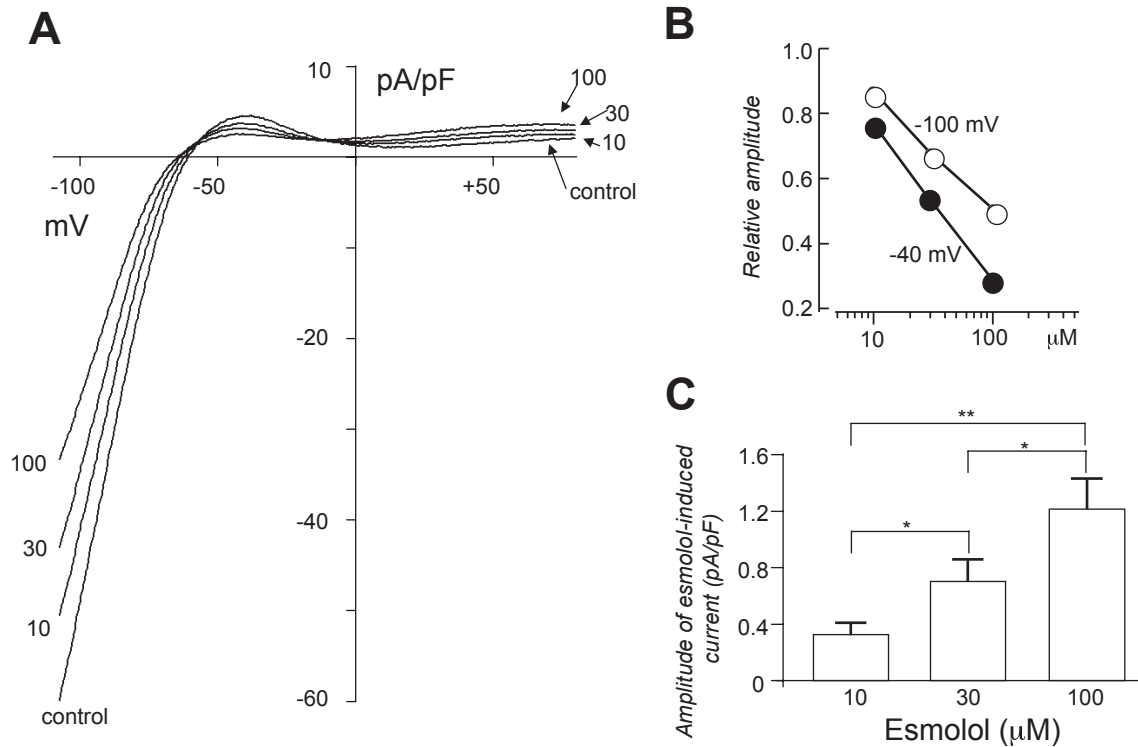 A
10
pA/pF
100
30
10
control
-100
-50
+50
mV
-20
-40
-60
100
30
10
control
B
1.0
0.8
0.6
0.4
0.2
Relative amplitude
-100 mV
-40 mV
10
100
μM
C
**
*
*
1.6
1.2
0.8
0.4
0
Amplitude of esmolol-induced
current (pA/pF)
10
30
100
Esmolol (μM)